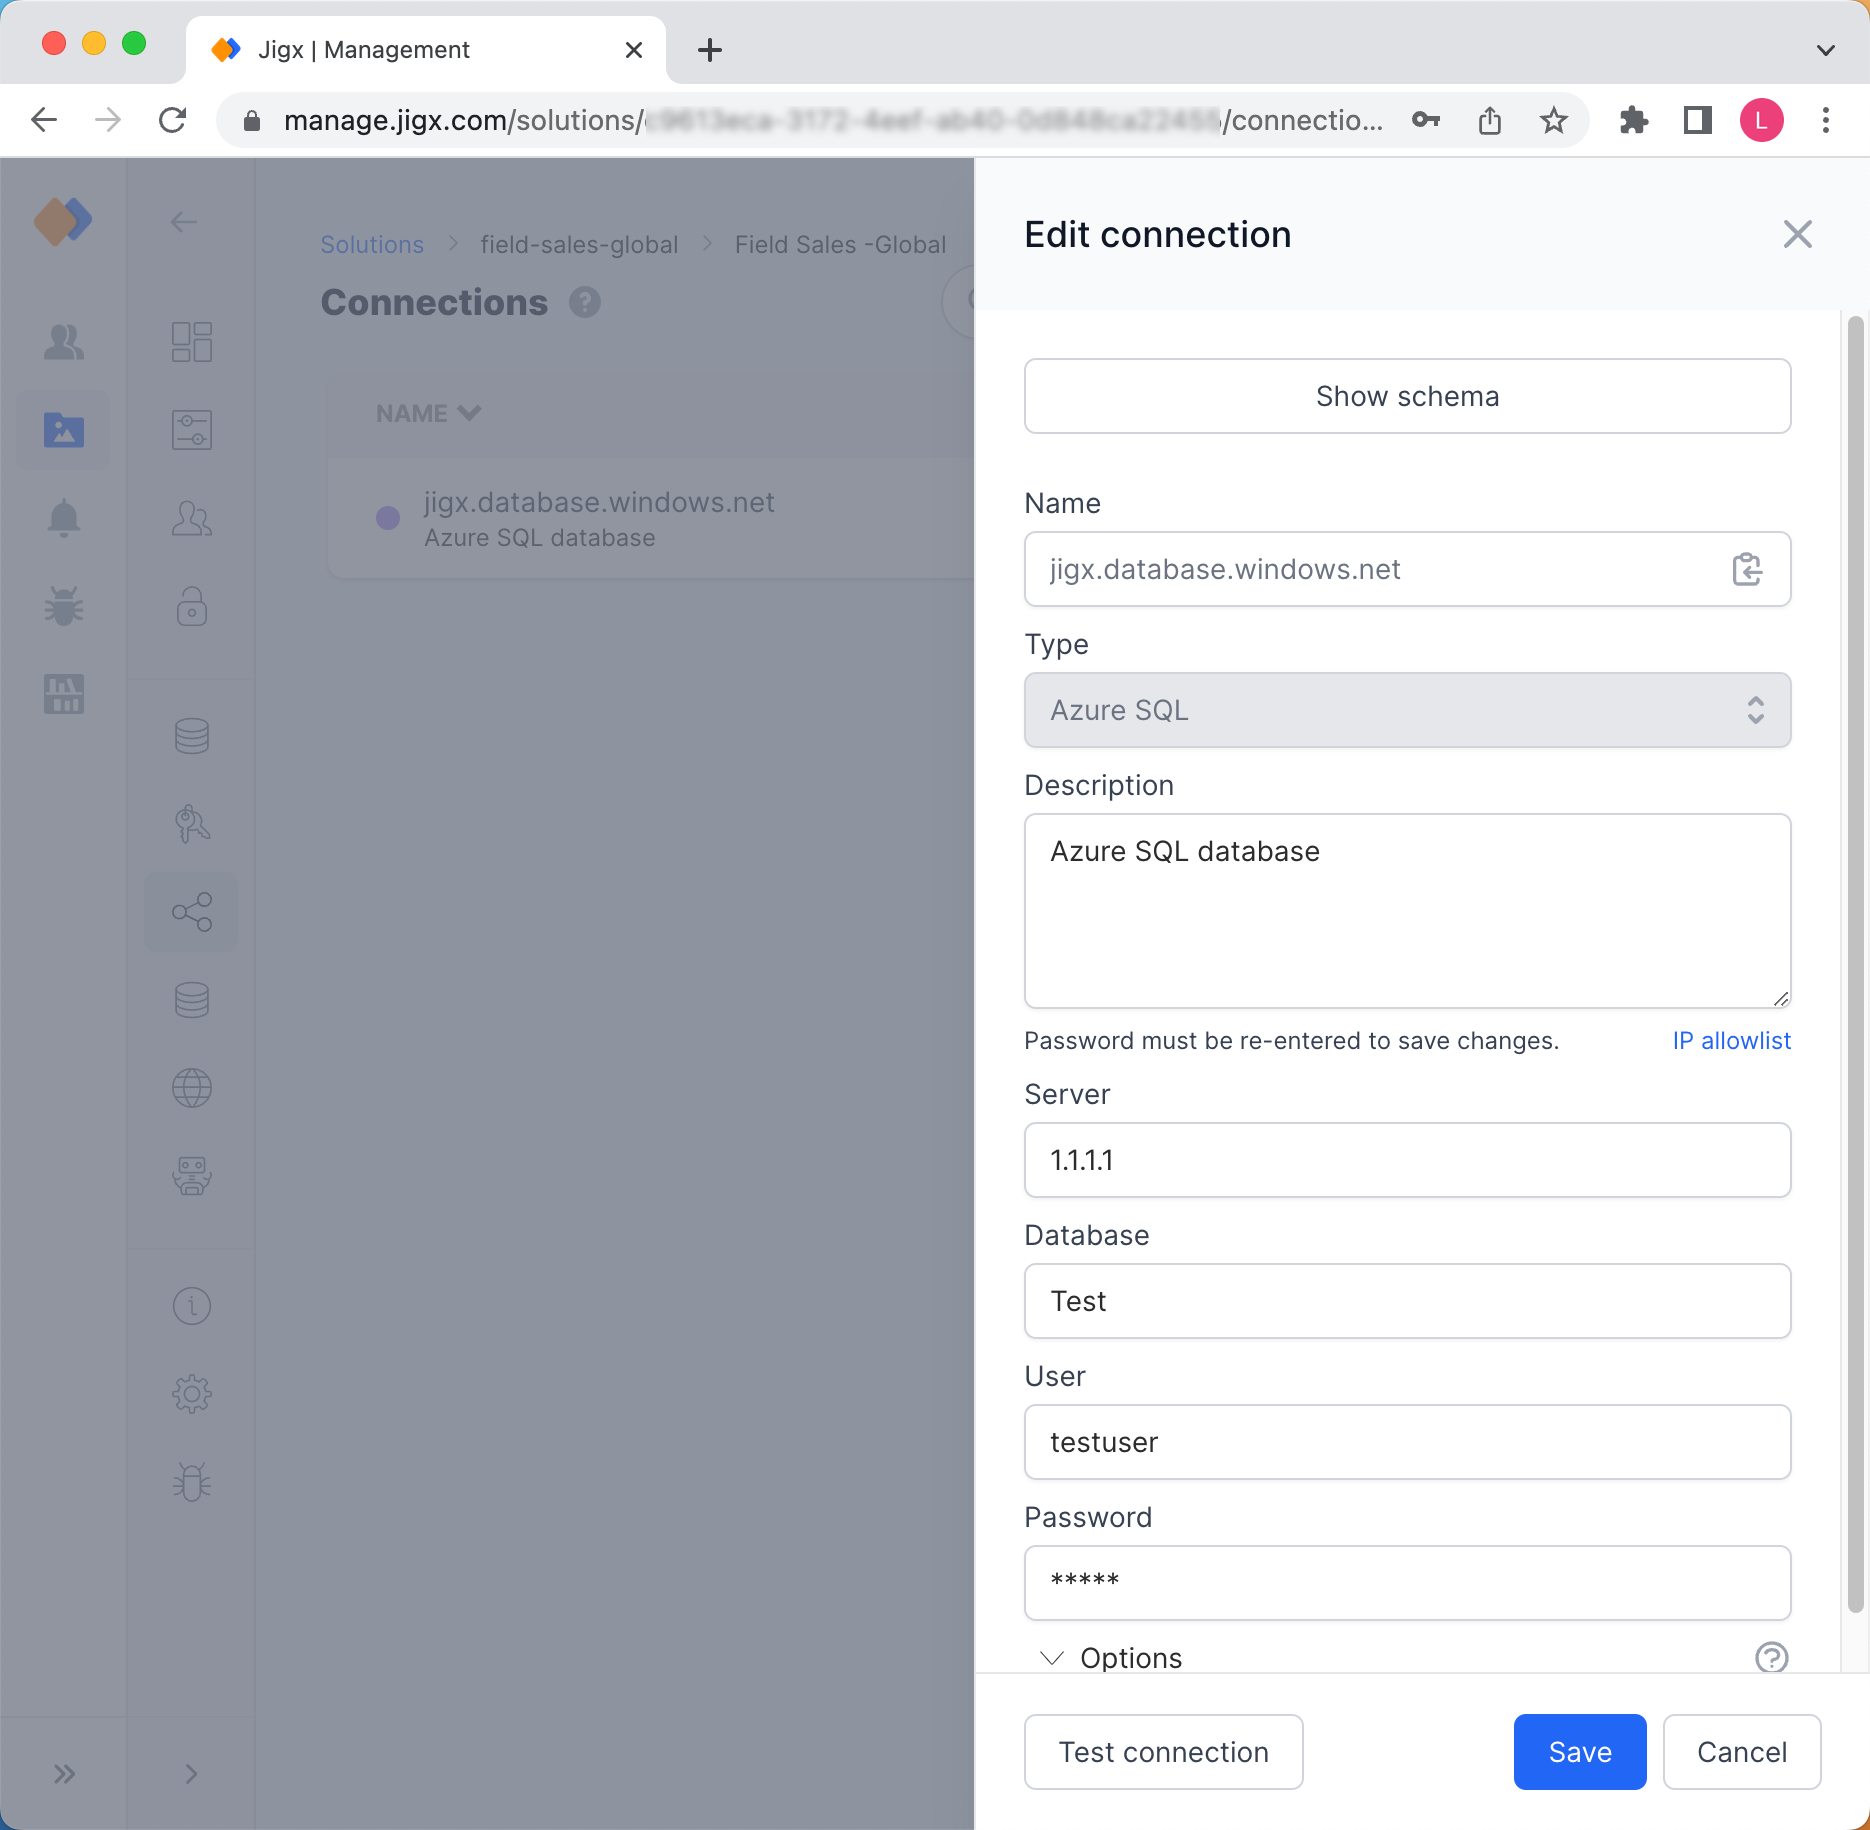 Jigx | Management
manage.jigx.com/solutions/ /connectio...
L
Solutions > field-sales-global > Field Sales -Global
Connections ?
NAME
jigx.database.windows.net
Azure SQL database
Edit connection
Show schema
Name
jigx.database.windows.net
Type
Azure SQL
Description
Azure SQL database
Password must be re-entered to save changes. IP allowlist
Server
1.1.1.1
Database
Test
User
testuser
Password
*****
Options ?
Test connection Save Cancel